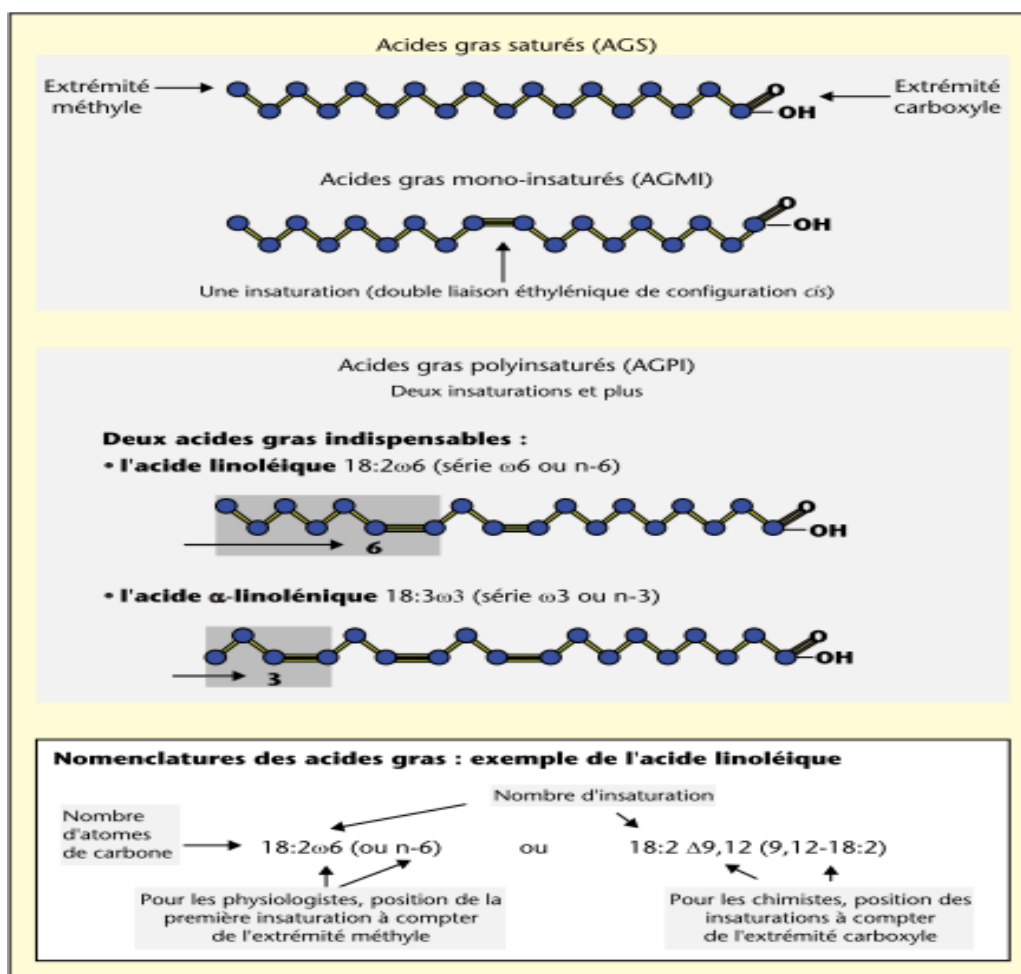 Acides gras saturés (AGS)
Extrémité
méthyle
Extrémité
carboxyle
O
OH
Acides gras mono-insaturés (AGMI)
O
OH
Une insaturation (double liaison éthylénique de configuration cis)
Acides gras polyinsaturés (AGPI)
Deux insaturations et plus
Deux acides gras indispensables :
• l'acide linoléique 18:2ω6 (série ω6 ou n-6)
O
OH
6
• l'acide α-linolénique 18:3ω3 (série ω3 ou n-3)
O
OH
3
Nomenclatures des acides gras : exemple de l'acide linoléique
Nombre d'insaturation
Nombre
d'atomes
de carbone
18:2ω6 (ou n-6) ou 18:2 Δ9,12 (9,12-18:2)
Pour les physiologistes, position de la
première insaturation à compter
de l'extrémité méthyle
Pour les chimistes, position des
insaturations à compter
de l'extrémité carboxyle